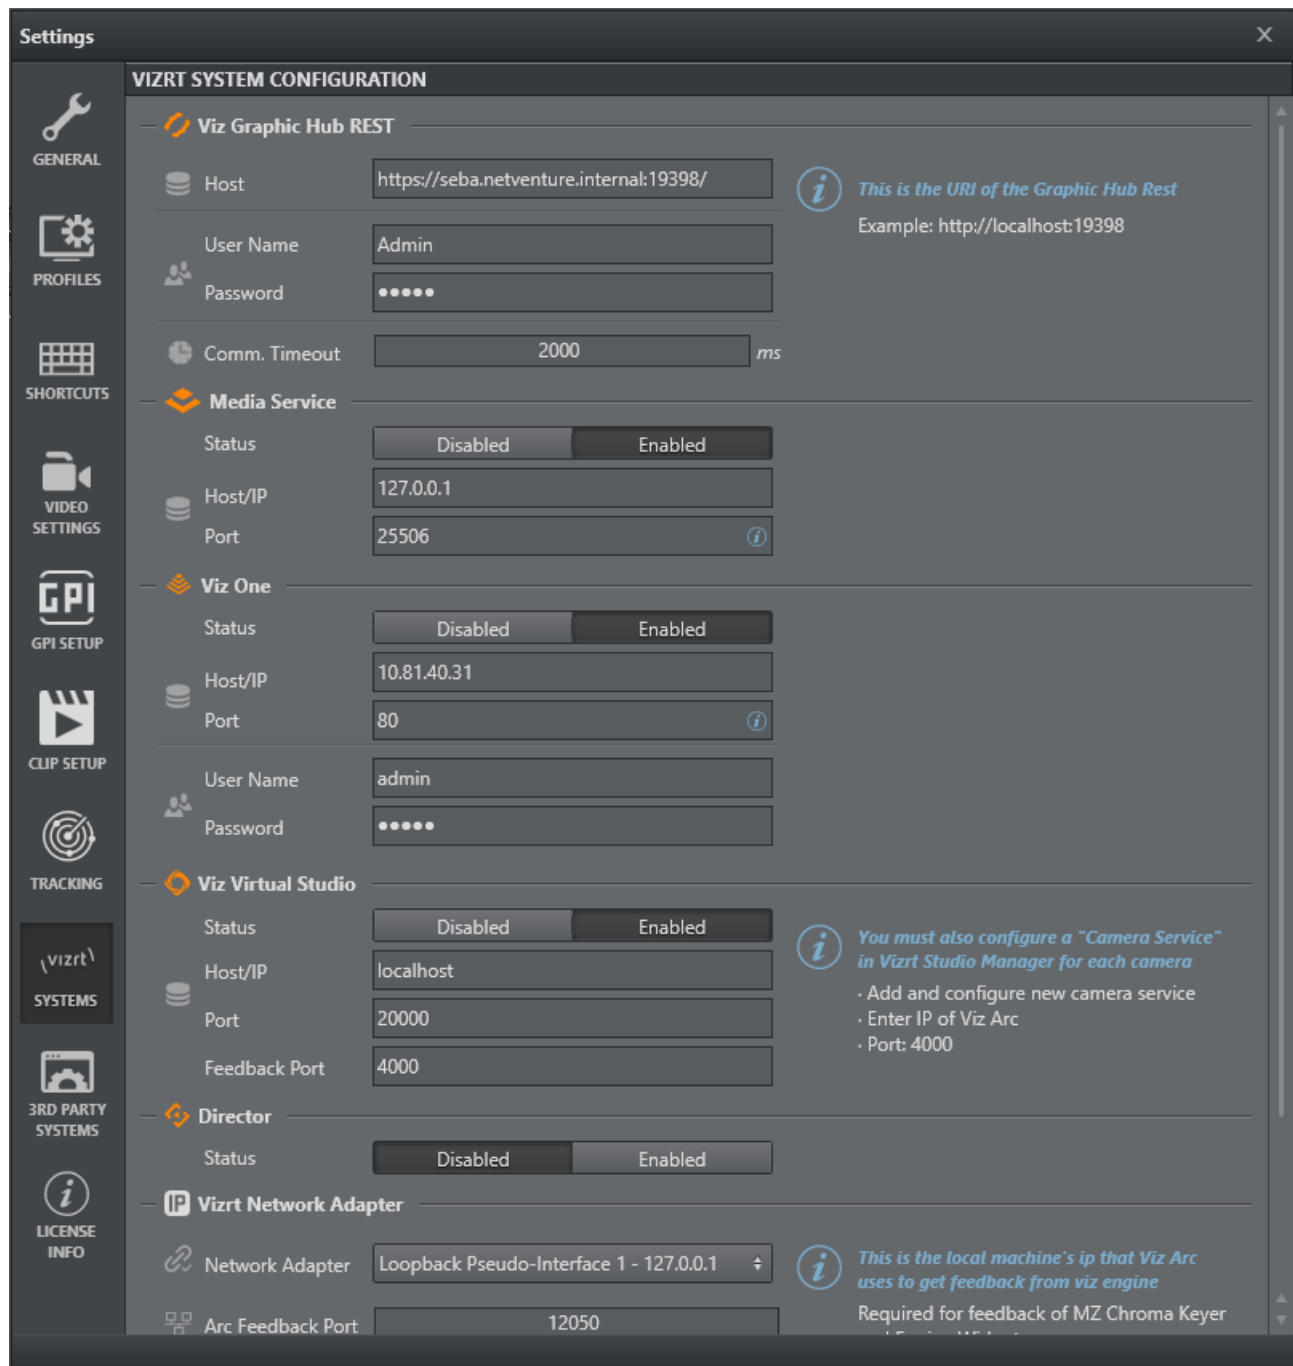 Settings
VIZRT SYSTEM CONFIGURATION
GENERAL
PROFILES
SHORTCUTS
VIDEO
SETTINGS
GPI
GPI SETUP
CLIP SETUP
TRACKING
vizrt
SYSTEMS
3RD PARTY
SYSTEMS
LICENSE
INFO
Viz Graphic Hub REST
Host https://seba.netventure.internal:19398/
This is the URI of the Graphic Hub Rest
Example: http://localhost:19398
User Name Admin
Password •••••
Comm. Timeout 2000 ms
Media Service
Status Disabled Enabled
Host/IP 127.0.0.1
Port 25506
Viz One
Status Disabled Enabled
Host/IP 10.81.40.31
Port 80
User Name admin
Password •••••
Viz Virtual Studio
Status Disabled Enabled
Host/IP localhost
Port 20000
Feedback Port 4000
You must also configure a "Camera Service"
in Vizrt Studio Manager for each camera
· Add and configure new camera service
· Enter IP of Viz Arc
· Port: 4000
Director
Status Disabled Enabled
IP Vizrt Network Adapter
Network Adapter Loopback Pseudo-Interface 1 - 127.0.0.1
Arc Feedback Port 12050
This is the local machine's ip that Viz Arc
uses to get feedback from viz engine
Required for feedback of MZ Chroma Keyer